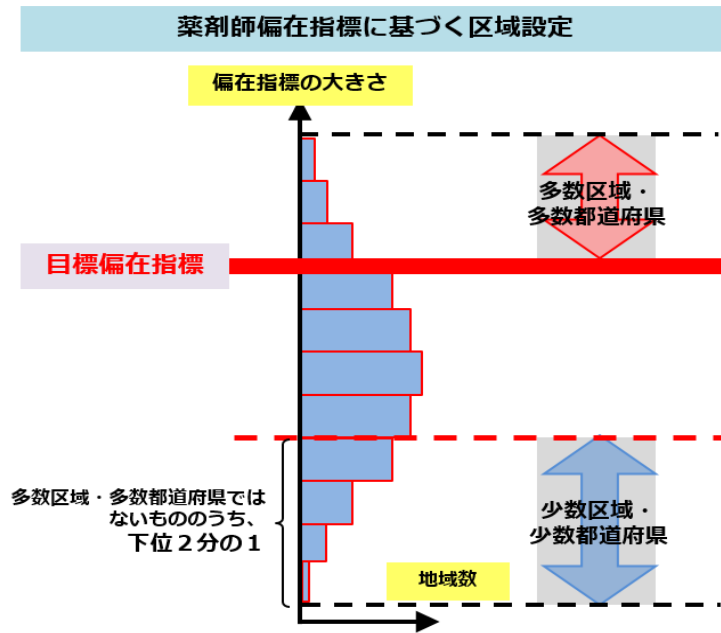 薬剤師偏在指標に基づく区域設定
偏在指標の大きさ
多数区域・
多数都道府県
目標偏在指標
多数区域・多数都道府県では
ないもののうち、
下位２分の１
少数区域・
少数都道府県
地域数